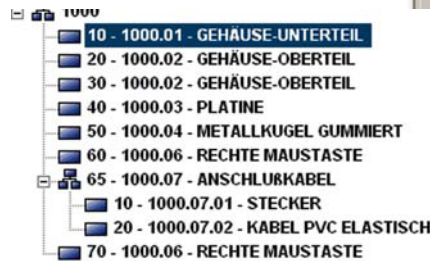 1000
10 - 1000.01 - GEHÄUSE-UNTERTEIL
20 - 1000.02 - GEHÄUSE-OBERTEIL
30 - 1000.02 - GEHÄUSE-OBERTEIL
40 - 1000.03 - PLATINE
50 - 1000.04 - METALLKUGEL GUMMIERT
60 - 1000.06 - RECHTE MAUSTASTE
65 - 1000.07 - ANSCHLUßKABEL
10 - 1000.07.01 - STECKER
20 - 1000.07.02 - KABEL PVC ELASTISCH
70 - 1000.06 - RECHTE MAUSTASTE